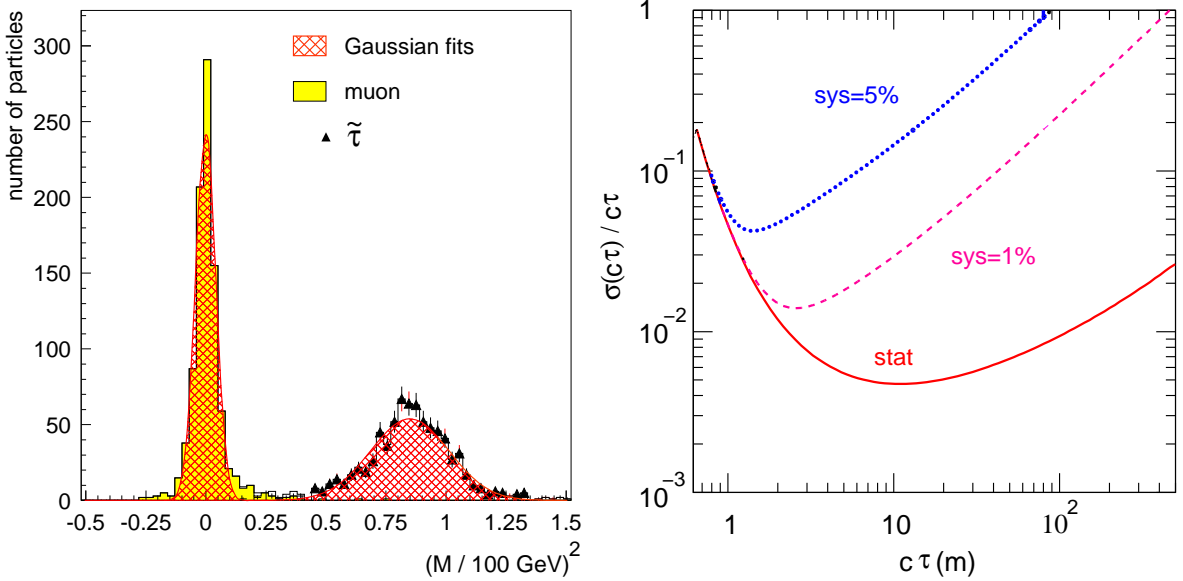 number of particles
300
250
200
150
100
50
0
Gaussian fits
muon
τ̃
-0.5 -0.25 0 0.25 0.5 0.75 1 1.25 1.5
(M / 100 GeV)²
σ(cτ) / cτ
1
10⁻¹
10⁻²
10⁻³
sys=5%
sys=1%
stat
1 10 10²
c τ (m)